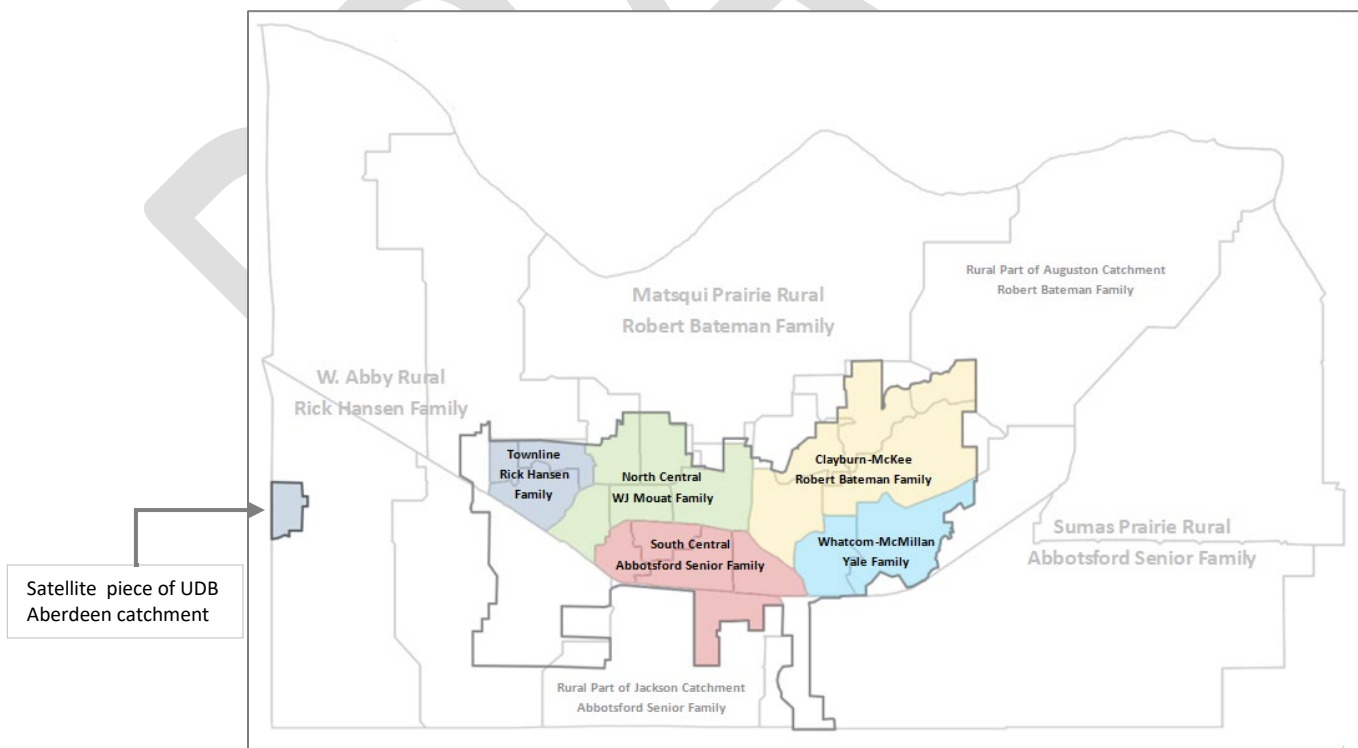 Rural Part of Auguston Catchment
Robert Bateman Family
Matsqui Prairie Rural
Robert Bateman Family
W. Abby Rural
Rick Hansen Family
Townline
Rick Hansen
Family
North Central
WJ Mouat Family
Clayburn-McKee
Robert Bateman Family
South Central
Abbotsford Senior Family
Whatcom-McMillan
Yale Family
Sumas Prairie Rural
Abbotsford Senior Family
Satellite piece of UDB
Aberdeen catchment
Rural Part of Jackson Catchment
Abbotsford Senior Family